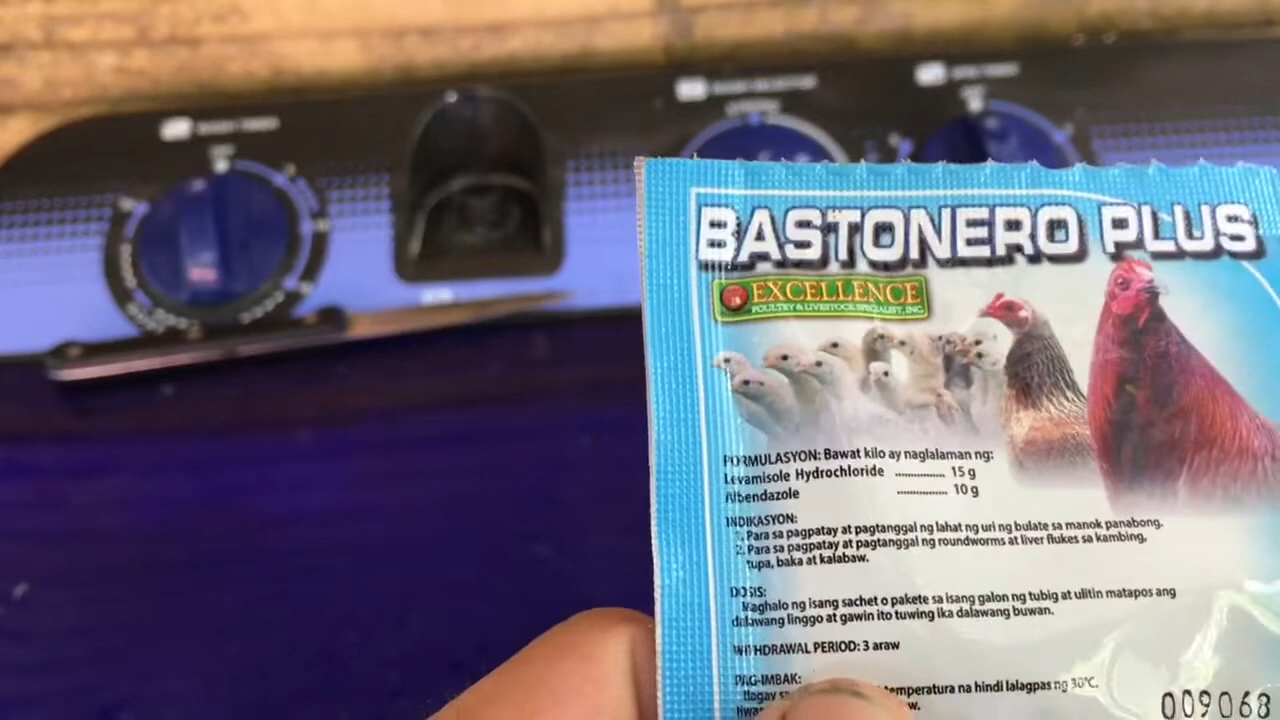 BASTONERO PLUS
EXCELLENCE
POULTRY & LIVESTOCK SPECIALIST, INC.
PORMULASYON: Bawat kilo ay naglalaman ng:
Levamisole Hydrochloride ................ 15 g
Albendazole ................ 10 g
INDIKASYON:
1. Para sa pagpatay at pagtanggal ng lahat ng uri ng bulate sa manok panabong.
2. Para sa pagpatay at pagtanggal ng roundworms at liver flukes sa kambing,
tupa, baka at kalabaw.
DOSIS:
Maghalo ng isang sachet o pakete sa isang galon ng tubig at ulitin matapos ang
dalawang linggo at gawin ito tuwing ika dalawang buwan.
WITHDRAWAL PERIOD: 3 araw
PAG-IMBAK:
Ilagay temperatura na hindi lalagpas ng 30°C.
009068